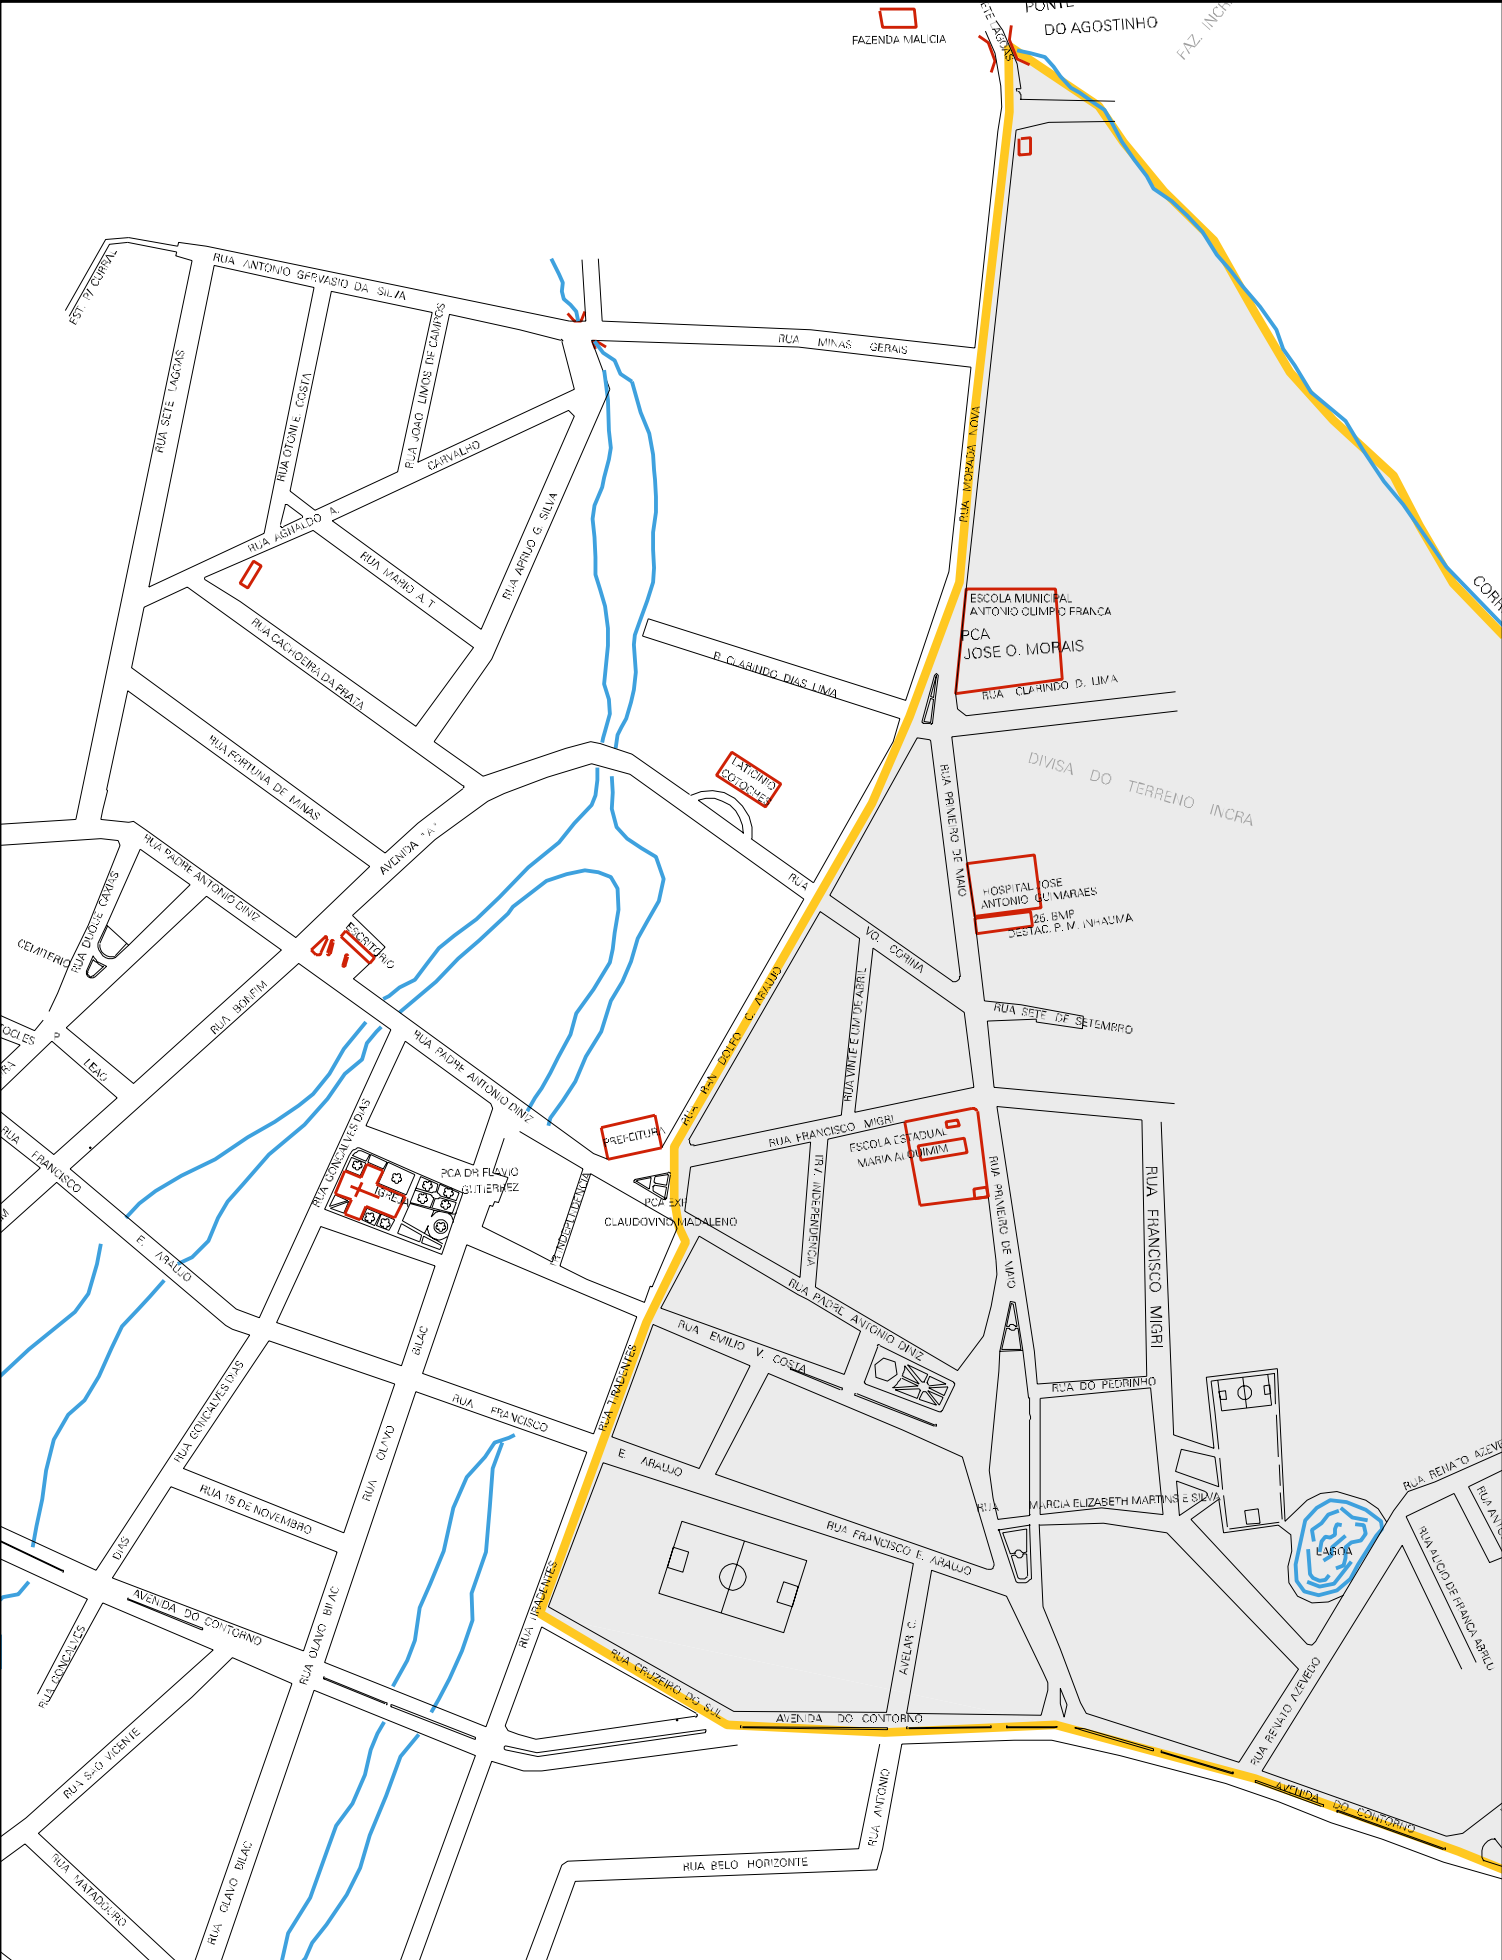 PONTE
DO AGOSTINHO
FAZENDA MALICIA
RUA ANTONIO GERVASIO DA SILVA
EST. P/ CURRAL
RUA SETE LAGOAS
RUA OTONI E. COSTA
RUA JOAO LIMOS DE CAMPOS
CARVALHO
RUA AGNALDO A.
RUA MARIO A. T.
RUA APRIJO G. SILVA
RUA MINAS GERAIS
RUA MORADA NOVA
ESCOLA MUNICIPAL
ANTONIO OLIMPIO FRANCA
PCA
JOSE O. MORAIS
RUA CLARINDO D. LIMA
R. CLARINDO DIAS LIMA
RUA CACHOEIRA DA PRATA
RUA FORTUNA DE MINAS
LATICINIO
COTOCHES
DIVISA DO TERRENO INCRA
RUA PRIMEIRO DE MAIO
AVENIDA "A"
RUA
RUA PADRE ANTONIO DINIZ
RUA DUQUE CAXIAS
CEMITERIO
ESCRITORIO
HOSPITAL JOSE
ANTONIO GUIMARAES
26. BMP
DESTAC. P. M. INHAUMA
VO. CORINA
RUA VINTE E UM DE ABRIL
RUA SETE DE SETEMBRO
RUA BONFIM
RUA RAN DOLFO C. ARAUJO
LEAO
RUA PADRE ANTONIO DINIZ
PREFEITURA
RUA FRANCISCO MIGRI
ESCOLA ESTADUAL
RUA
FRANCISCO
E. ARAUJO
RUA GONCALVES DIAS
IGREJA
PCA DR FLAVIO
GUTIERREZ
PCA EXP.
CLAUDOVINO MADALENO
TRV. INDEPENDENCIA
RUA PRIMEIRO DE MAIO
RUA FRANCISCO MIGRI
RUA PADRE ANTONIO DINIZ
RUA EMILIO V. COSTA
RUA TIRADENTES
BILAC
RUA GONCALVES DIAS
RUA OLAVO
RUA FRANCISCO
E. ARAUJO
RUA DO PEDRINHO
RUA MARCIA ELIZABETH MARTINS E SILVA
RUA RENATO AZEVE
RUA 15 DE NOVEMBRO
RUA FRANCISCO E. ARAUJO
LAGOA
RUA ALICIO DE FRANCA ABREU
DIAS
AVENIDA DO CONTORNO
RUA OLAVO BILAC
RUA TIRADENTES
RUA GONCALVES
AVELAR C.
RUA CRUZEIRO DO SUL
AVENIDA DO CONTORNO
RUA RENATO AZEVEDO
RUA SAO VICENTE
RUA ANTONIO
AVENIDA DO CONTORNO
RUA BELO HORIZONTE
RUA MATADOURO
RUA OLAVO BILAC